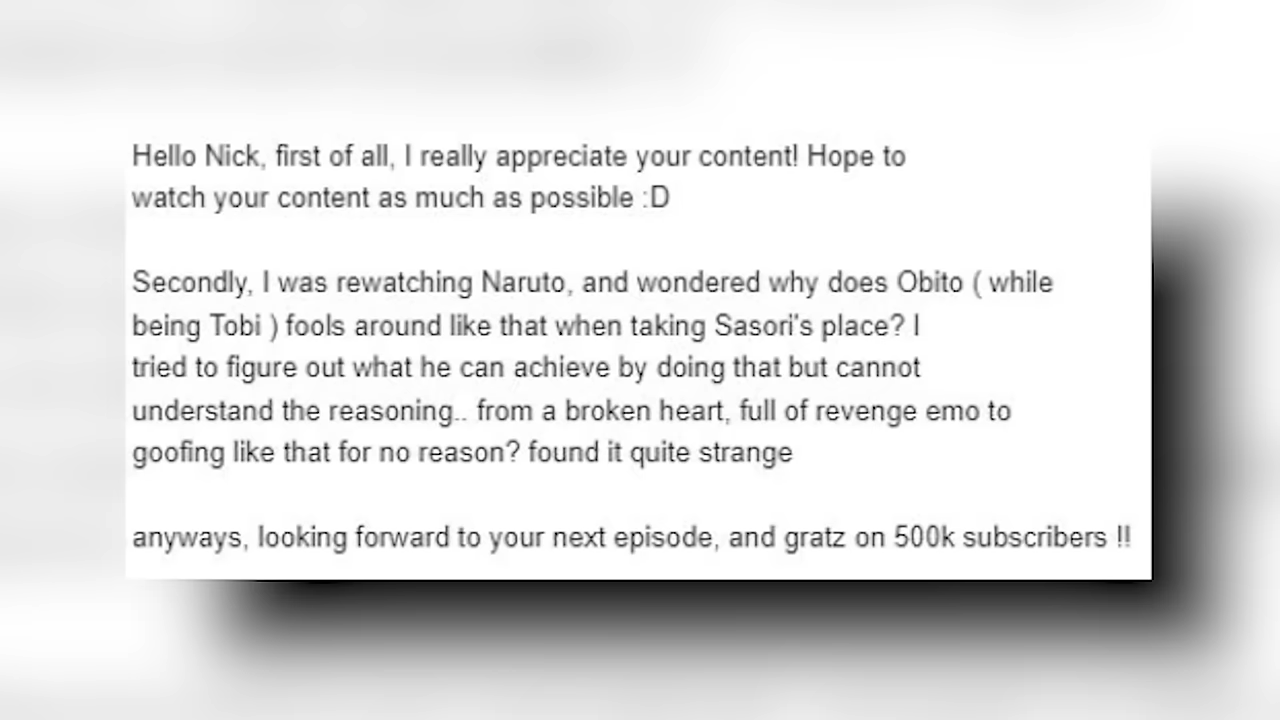 Hello Nick, first of all, I really appreciate your content! Hope to
watch your content as much as possible :D
Secondly, I was rewatching Naruto, and wondered why does Obito ( while
being Tobi ) fools around like that when taking Sasori's place? I
tried to figure out what he can achieve by doing that but cannot
understand the reasoning.. from a broken heart, full of revenge emo to
goofing like that for no reason? found it quite strange
anyways, looking forward to your next episode, and gratz on 500k subscribers !!